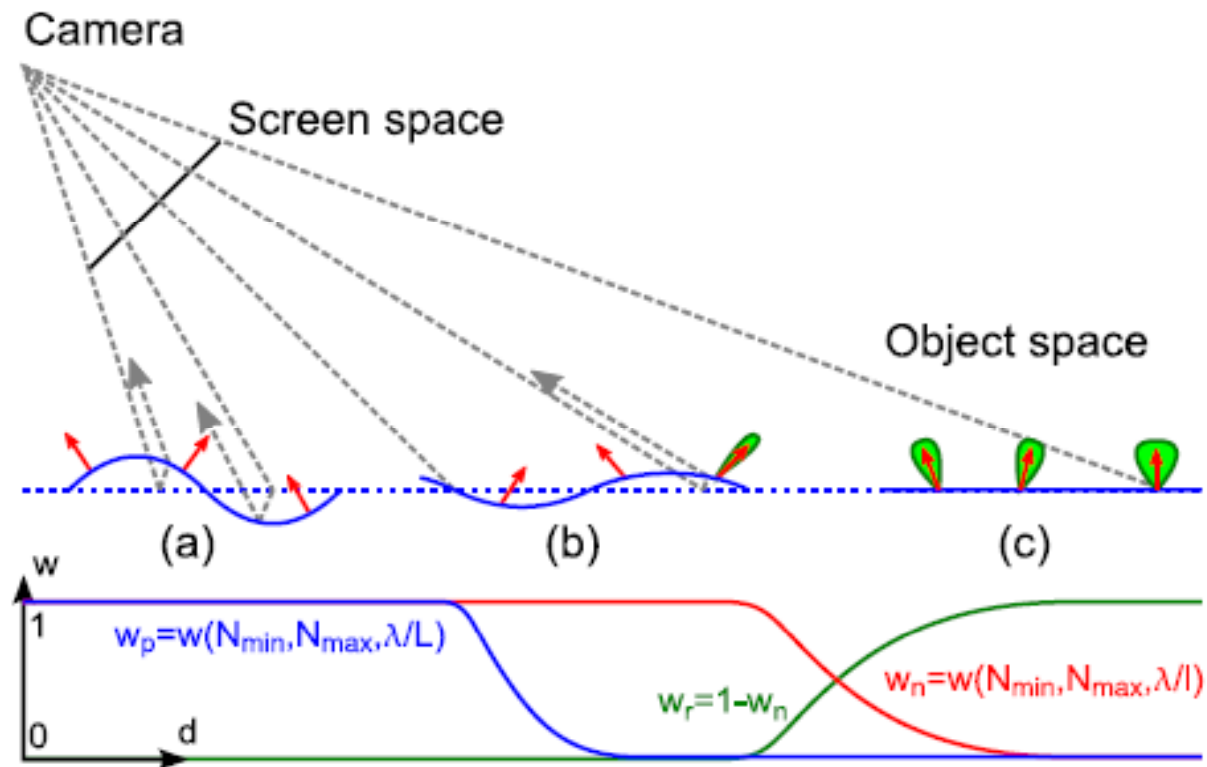 Camera
Screen space
Object space
(a) (b) (c)
w
1
wₚ=w(Nₘᵢₙ,Nₘₐₓ,λ/L)
wᵣ=1-wₙ
wₙ=w(Nₘᵢₙ,Nₘₐₓ,λ/l)
0
d